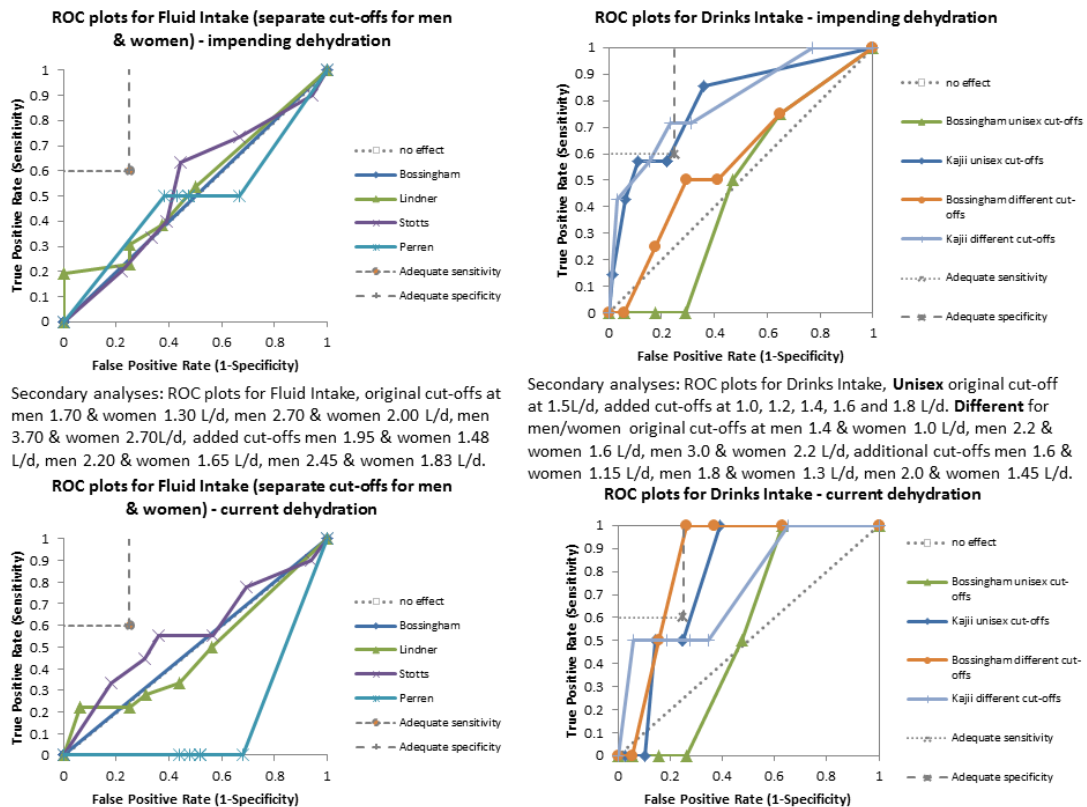 ROC plots for Fluid Intake (separate cut-offs for men
& women) - impending dehydration
True Positive Rate (Sensitivity)
1
0.9
0.8
0.7
0.6
0.5
0.4
0.3
0.2
0.1
0
0 0.2 0.4 0.6 0.8 1
False Positive Rate (1-Specificity)
no effect
Bossingham
Lindner
Stotts
Perren
Adequate sensitivity
Adequate specificity
Secondary analyses: ROC plots for Fluid Intake, original cut-offs at
men 1.70 & women 1.30 L/d, men 2.70 & women 2.00 L/d, men
3.70 & women 2.70L/d, added cut-offs men 1.95 & women 1.48
L/d, men 2.20 & women 1.65 L/d, men 2.45 & women 1.83 L/d.
ROC plots for Drinks Intake - impending dehydration
True Positive Rate (Sensitivity)
1
0.9
0.8
0.7
0.6
0.5
0.4
0.3
0.2
0.1
0
0 0.2 0.4 0.6 0.8 1
False Positive Rate (1-Specificity)
no effect
Bossingham unisex cut-
offs
Kajii unisex cut-offs
Bossingham different cut-
offs
Kajii different cut-offs
Adequate sensitivity
Adequate specificity
Secondary analyses: ROC plots for Drinks Intake, Unisex original cut-off
at 1.5L/d, added cut-offs at 1.0, 1.2, 1.4, 1.6 and 1.8 L/d. Different for
men/women original cut-offs at men 1.4 & women 1.0 L/d, men 2.2 &
women 1.6 L/d, men 3.0 & women 2.2 L/d, additional cut-offs men 1.6 &
women 1.15 L/d, men 1.8 & women 1.3 L/d, men 2.0 & women 1.45 L/d.
ROC plots for Fluid Intake (separate cut-offs for men
& women) - current dehydration
True Positive Rate (Sensitivity)
1
0.9
0.8
0.7
0.6
0.5
0.4
0.3
0.2
0.1
0
0 0.2 0.4 0.6 0.8 1
False Positive Rate (1-Specificity)
no effect
Bossingham
Lindner
Stotts
Perren
Adequate sensitivity
Adequate specificity
ROC plots for Drinks Intake - current dehydration
True Positive Rate (Sensitivity)
1
0.9
0.8
0.7
0.6
0.5
0.4
0.3
0.2
0.1
0
0 0.2 0.4 0.6 0.8 1
False Positive Rate (1-Specificity)
no effect
Bossingham unisex cut-
offs
Kajii unisex cut-offs
Bossingham different cut-
offs
Kajii different cut-offs
Adequate sensitivity
Adequate specificity